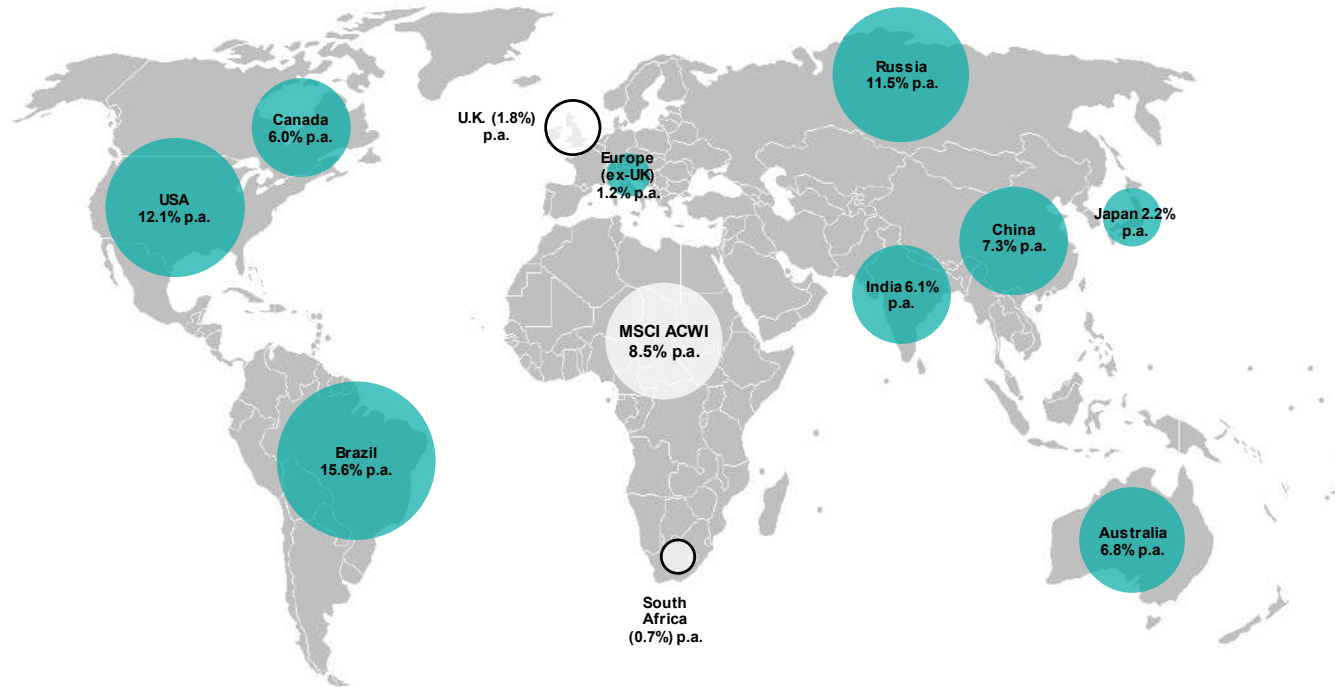 Canada
6.0% p.a.
USA
12.1% p.a.
Brazil
15.6% p.a.
U.K. (1.8%)
p.a.
Europe
(ex-UK)
1.2% p.a.
MSCI ACWI
8.5% p.a.
South
Africa
(0.7%) p.a.
Russia
11.5% p.a.
China
7.3% p.a.
Japan 2.2%
p.a.
India 6.1%
p.a.
Australia
6.8% p.a.